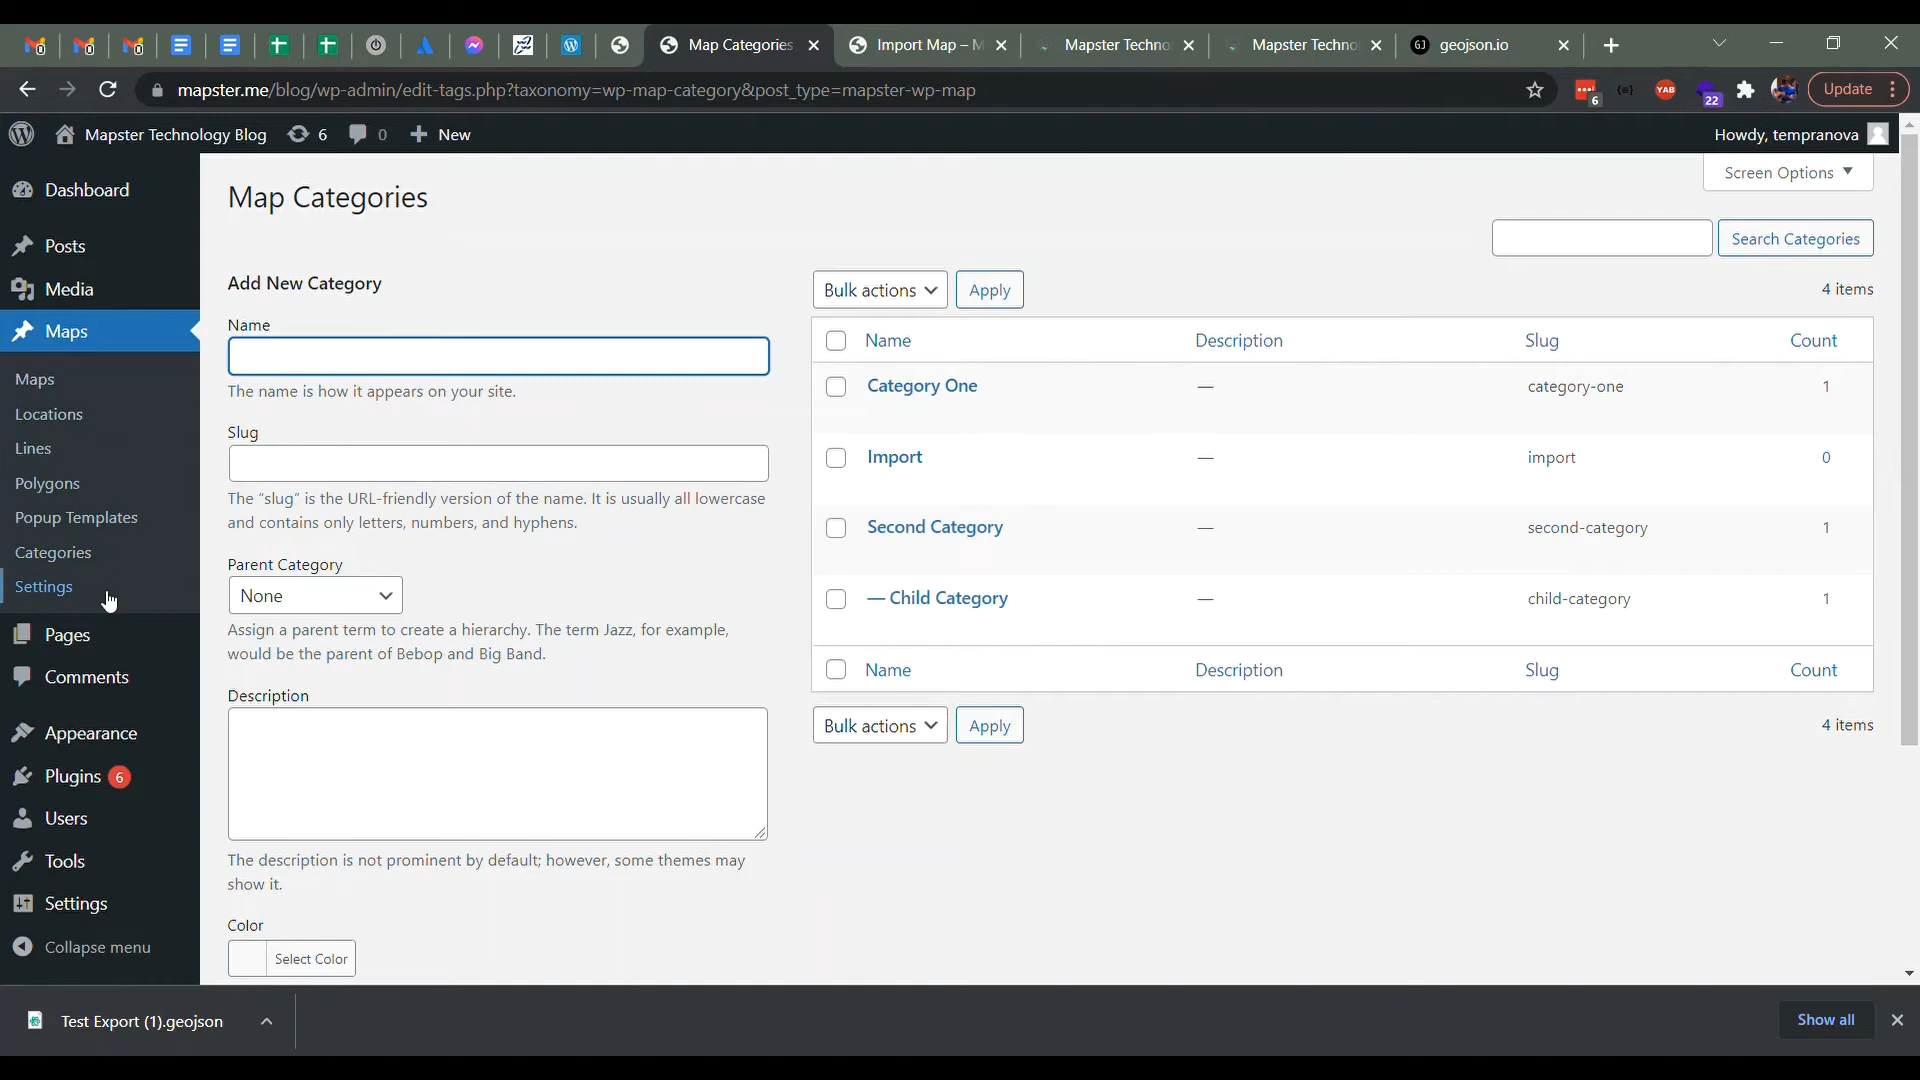 Map Categories
Import Map – M
Mapster Techno
Mapster Techno
geojson.io
mapster.me/blog/wp-admin/edit-tags.php?taxonomy=wp-map-category&post_type=mapster-wp-map
6
YAB
22
Update
Mapster Technology Blog
6
0
New
Howdy, tempranova
Dashboard
Posts
Media
Maps
Maps
Locations
Lines
Polygons
Popup Templates
Categories
Settings
Pages
Comments
Appearance
Plugins 6
Users
Tools
Settings
Collapse menu
Map Categories
Screen Options
Search Categories
Add New Category
Name
The name is how it appears on your site.
Slug
The “slug” is the URL-friendly version of the name. It is usually all lowercase
and contains only letters, numbers, and hyphens.
Parent Category
None
Assign a parent term to create a hierarchy. The term Jazz, for example,
would be the parent of Bebop and Big Band.
Description
The description is not prominent by default; however, some themes may
show it.
Color
Select Color
Bulk actions Apply 4 items
Name Description Slug Count
Category One — category-one 1
Import — import 0
Second Category — second-category 1
— Child Category — child-category 1
Name Description Slug Count
Bulk actions Apply 4 items
Test Export (1).geojson
Show all